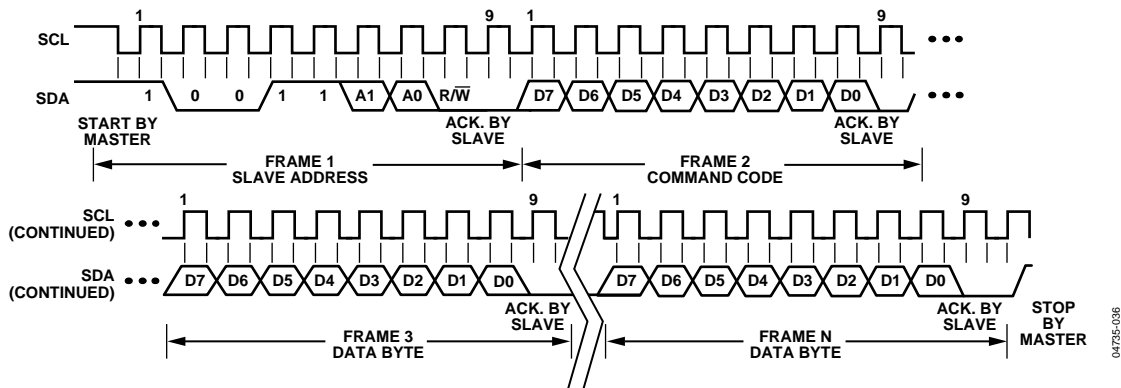 1 9 1 9
SCL
SDA 1 0 0 1 1 A1 A0 R/W̅ D7 D6 D5 D4 D3 D2 D1 D0
START BY MASTER
ACK. BY SLAVE
ACK. BY SLAVE
FRAME 1
SLAVE ADDRESS
FRAME 2
COMMAND CODE
1 9 1 9
SCL
(CONTINUED)
SDA
(CONTINUED)
D7 D6 D5 D4 D3 D2 D1 D0 D7 D6 D5 D4 D3 D2 D1 D0
ACK. BY
SLAVE
ACK. BY
SLAVE
STOP
BY
MASTER
FRAME 3
DATA BYTE
FRAME N
DATA BYTE
04735-036